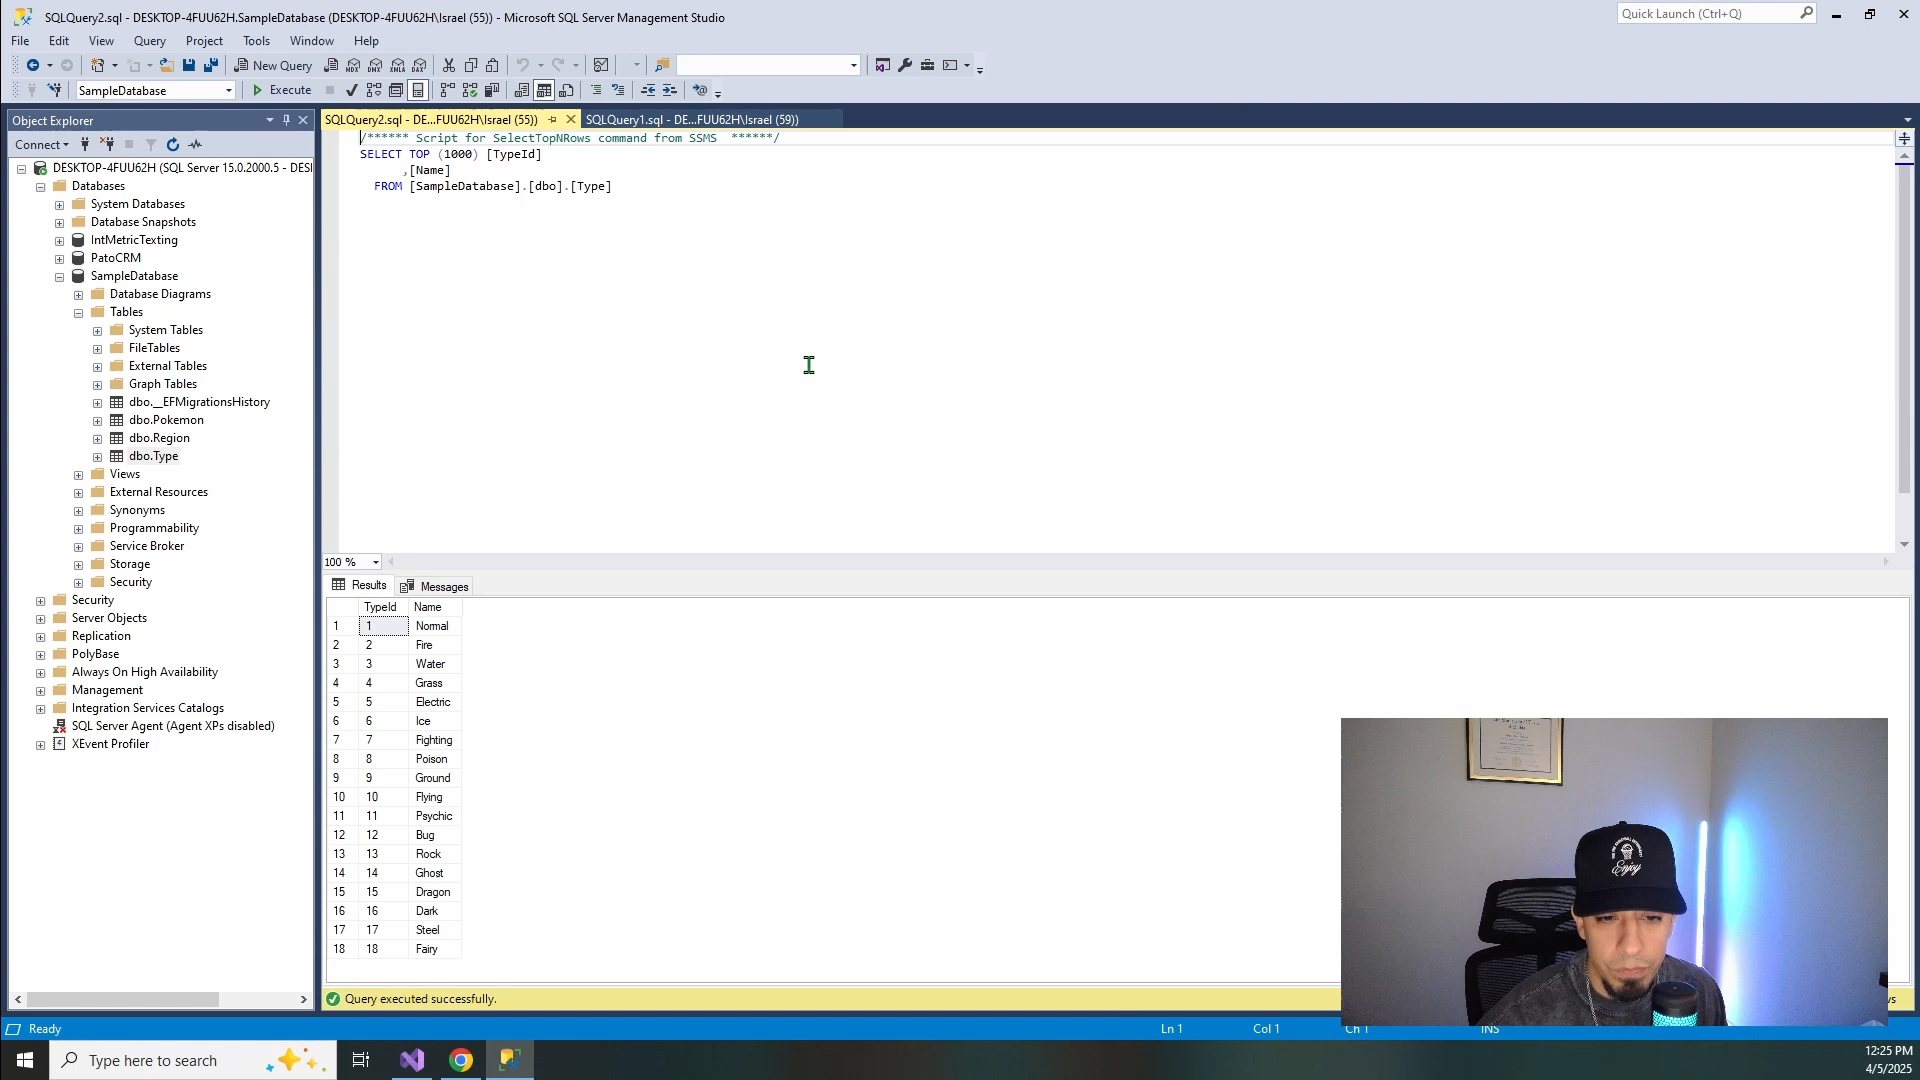 SQLQuery2.sql - DESKTOP-4FUU62H.SampleDatabase (DESKTOP-4FUU62H\Israel (55)) - Microsoft SQL Server Management Studio
Quick Launch (Ctrl+Q)
File Edit View Query Project Tools Window Help
New Query
MDX DMX XMLA DAX
SampleDatabase
Execute
Object Explorer
SQLQuery2.sql - DE...FUU62H\Israel (55))
SQLQuery1.sql - DE...FUU62H\Israel (59))
Connect
DESKTOP-4FUU62H (SQL Server 15.0.2000.5 - DESI
Databases
System Databases
Database Snapshots
IntMetricTexting
PatoCRM
SampleDatabase
Database Diagrams
Tables
System Tables
FileTables
External Tables
Graph Tables
dbo.__EFMigrationsHistory
dbo.Pokemon
dbo.Region
dbo.Type
Views
External Resources
Synonyms
Programmability
Service Broker
Storage
Security
Security
Server Objects
Replication
PolyBase
Always On High Availability
Management
Integration Services Catalogs
SQL Server Agent (Agent XPs disabled)
XEvent Profiler
/****** Script for SelectTopNRows command from SSMS  ******/
SELECT TOP (1000) [TypeId]
,[Name]
FROM [SampleDatabase].[dbo].[Type]
100 %
Results Messages
TypeId Name
1 1 Normal
2 2 Fire
3 3 Water
4 4 Grass
5 5 Electric
6 6 Ice
7 7 Fighting
8 8 Poison
9 9 Ground
10 10 Flying
11 11 Psychic
12 12 Bug
13 13 Rock
14 14 Ghost
15 15 Dragon
16 16 Dark
17 17 Steel
18 18 Fairy
Query executed successfully.
Enjoy
Ready
Ln 1 Col 1 Ch 1 INS
Type here to search
12:25 PM
4/5/2025